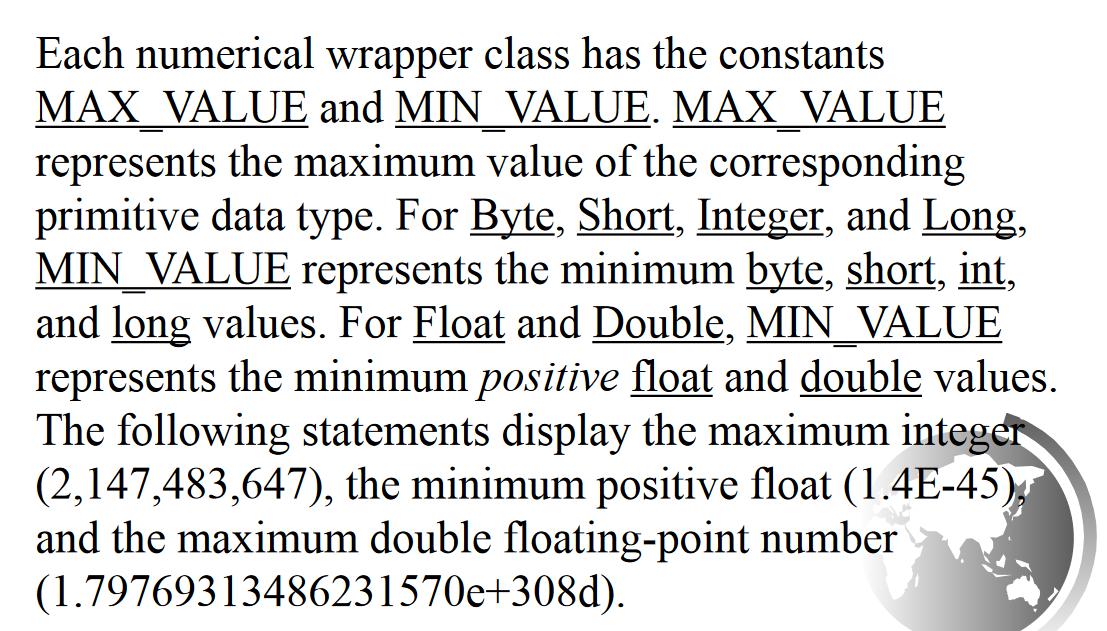 Each numerical wrapper class has the constants
MAX_VALUE and MIN_VALUE. MAX_VALUE
represents the maximum value of the corresponding
primitive data type. For Byte, Short, Integer, and Long,
MIN_VALUE represents the minimum byte, short, int,
and long values. For Float and Double, MIN_VALUE
represents the minimum positive float and double values.
The following statements display the maximum integer
(2,147,483,647), the minimum positive float (1.4E-45),
and the maximum double floating-point number
(1.79769313486231570e+308d).